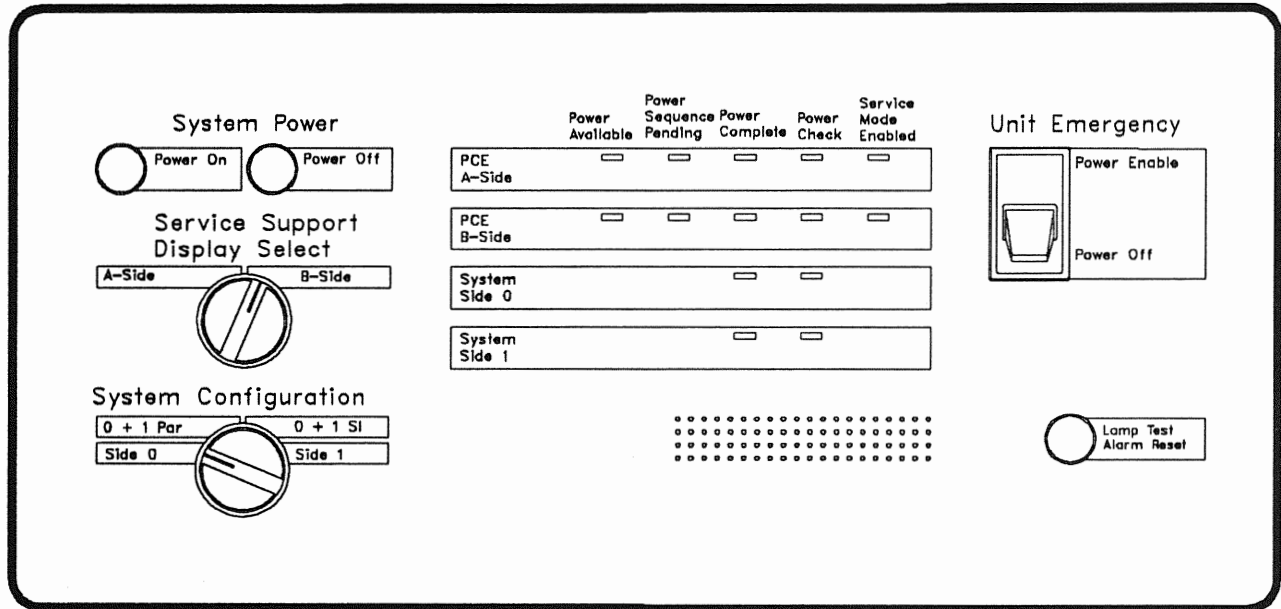 System Power
Power On
Power Off
Service Support
Display Select
A-Side
B-Side
System Configuration
0 + 1 Par
0 + 1 SI
Side 0
Side 1
Power
Available
Power
Sequence
Pending
Power
Complete
Power
Check
Service
Mode
Enabled
PCE
A-Side
PCE
B-Side
System
Side 0
System
Side 1
Unit Emergency
Power Enable
Power Off
Lamp Test
Alarm Reset